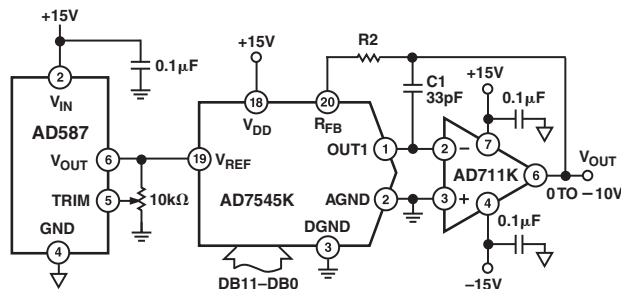 +15V
2
0.1µF
VIN
AD587
VOUT
6
TRIM
5
10kΩ
GND
4
+15V
18
VDD
20
RFB
R2
19
VREF
AD7545K
OUT1
1
AGND
2
DGND
3
DB11–DB0
C1
33pF
+15V
0.1µF
2
–
7
AD711K
6
3
+
4
VOUT
0 TO –10V
0.1µF
–15V